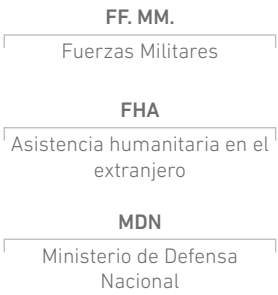 FF. MM.
Fuerzas Militares
FHA
Asistencia humanitaria en el
extranjero
MDN
Ministerio de Defensa
Nacional